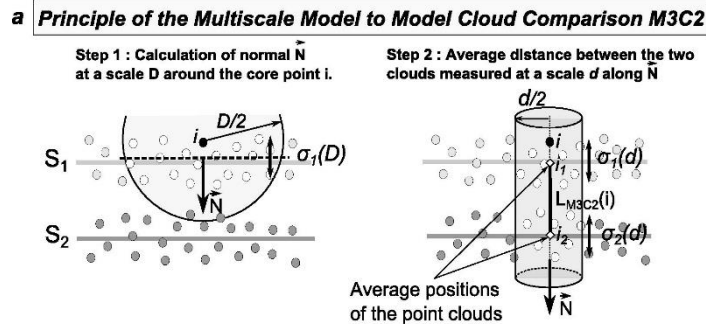 a Principle of the Multiscale Model to Model Cloud Comparison M3C2
Step 1 : Calculation of normal N⃗
at a scale D around the core point i.
Step 2 : Average distance between the two
clouds measured at a scale d along N⃗
d/2
D/2
i
i
S₁
σ₁(D)
i₁
σ₁(d)
N⃗
L_M3C2(i)
S₂
i₂
σ₂(d)
Average positions
of the point clouds
N⃗